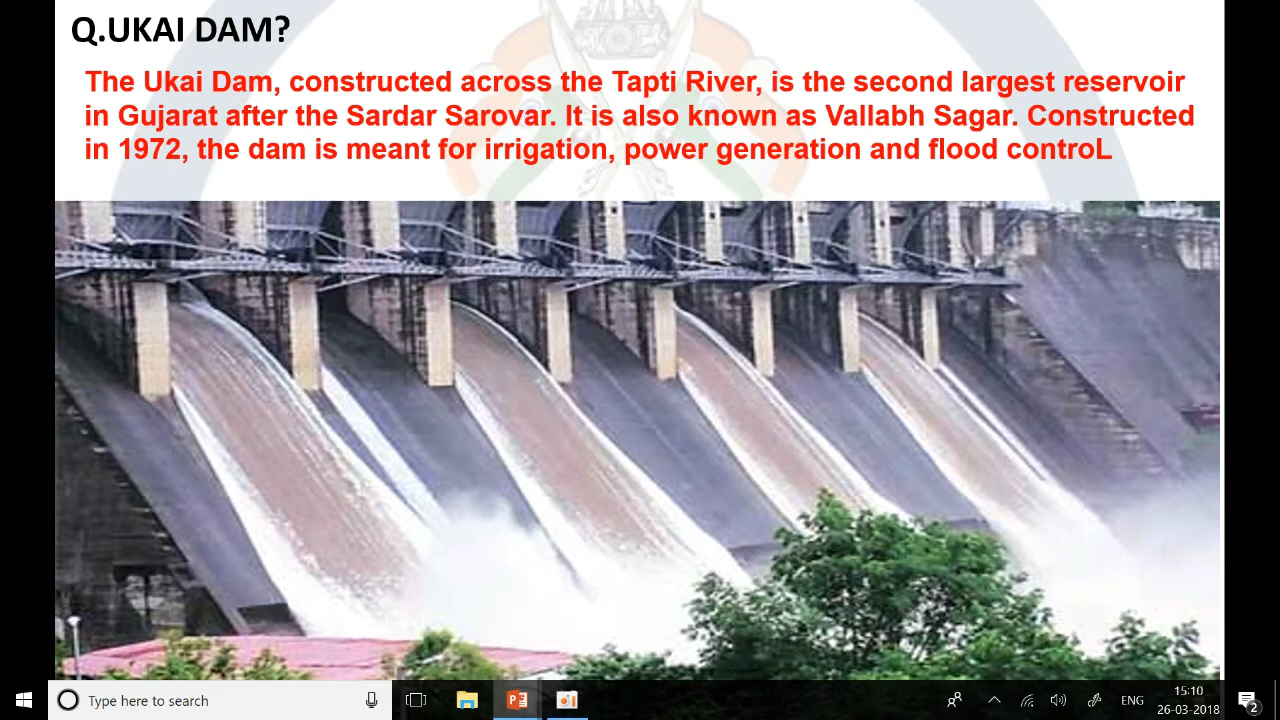 Q.UKAI DAM?
The Ukai Dam, constructed across the Tapti River, is the second largest reservoir
in Gujarat after the Sardar Sarovar. It is also known as Vallabh Sagar. Constructed
in 1972, the dam is meant for irrigation, power generation and flood controL
Type here to search
ENG
15:10
26-03-2018
2